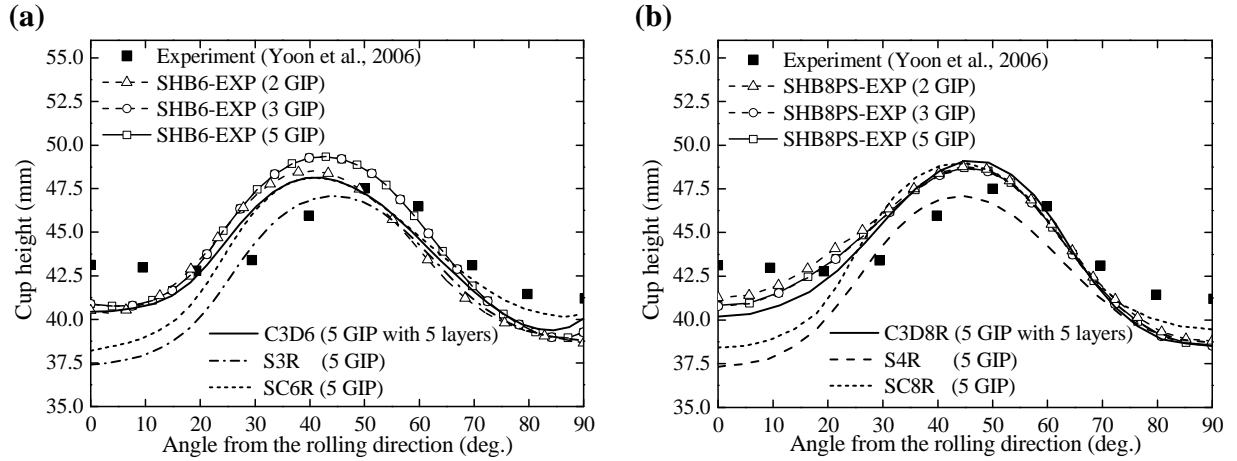 (a)
55.0
52.5
50.0
47.5
45.0
42.5
40.0
37.5
35.0
Cup height (mm)
Experiment (Yoon et al., 2006)
SHB6-EXP (2 GIP)
SHB6-EXP (3 GIP)
SHB6-EXP (5 GIP)
C3D6 (5 GIP with 5 layers)
S3R (5 GIP)
SC6R (5 GIP)
0 10 20 30 40 50 60 70 80 90
Angle from the rolling direction (deg.)
(b)
55.0
52.5
50.0
47.5
45.0
42.5
40.0
37.5
35.0
Cup height (mm)
Experiment (Yoon et al., 2006)
SHB8PS-EXP (2 GIP)
SHB8PS-EXP (3 GIP)
SHB8PS-EXP (5 GIP)
C3D8R (5 GIP with 5 layers)
S4R (5 GIP)
SC8R (5 GIP)
0 10 20 30 40 50 60 70 80 90
Angle from the rolling direction (deg.)